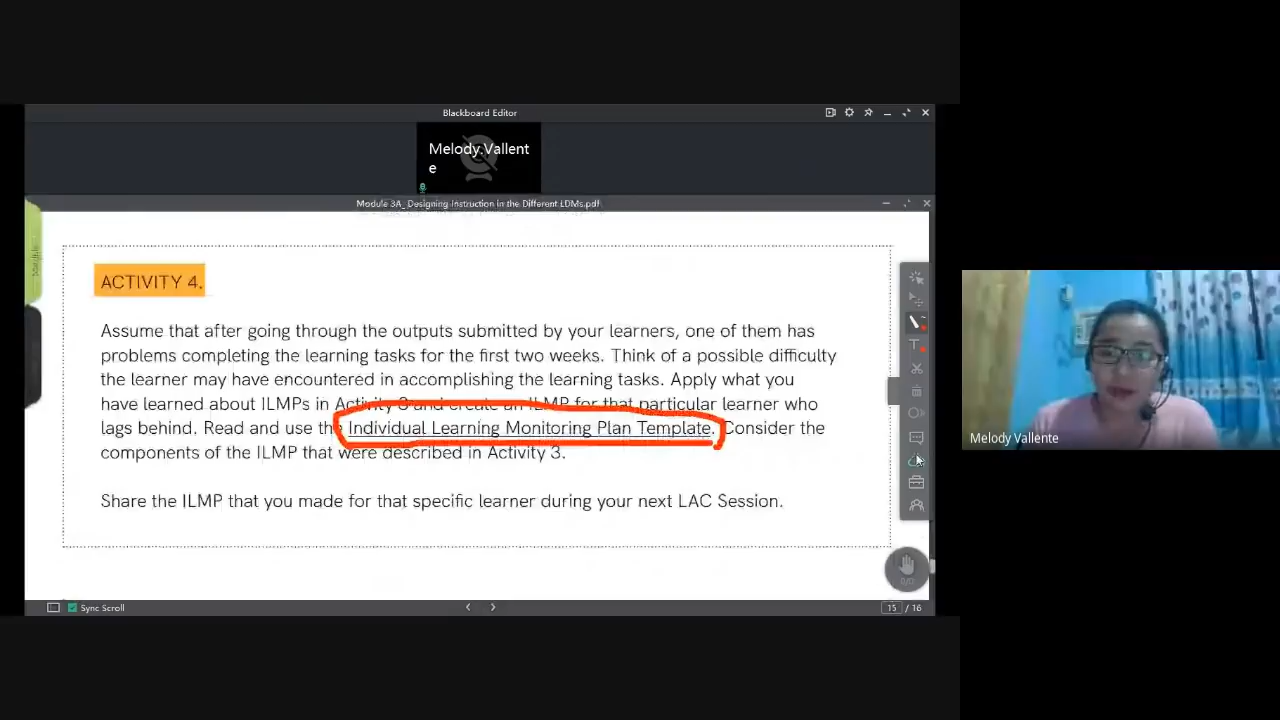 Blackboard Editor
Melody.Vallent
e
Module 3A_ Designing Instruction in the Different LDMs.pdf
ACTIVITY 4.
Assume that after going through the outputs submitted by your learners, one of them has
problems completing the learning tasks for the first two weeks. Think of a possible difficulty
the learner may have encountered in accomplishing the learning tasks. Apply what you
have learned about ILMPs in Activity 3 and create an ILMP for that particular learner who
lags behind. Read and use the Individual Learning Monitoring Plan Template. Consider the
components of the ILMP that were described in Activity 3.
Share the ILMP that you made for that specific learner during your next LAC Session.
0/0
Sync Scroll
15 / 16
Melody Vallente